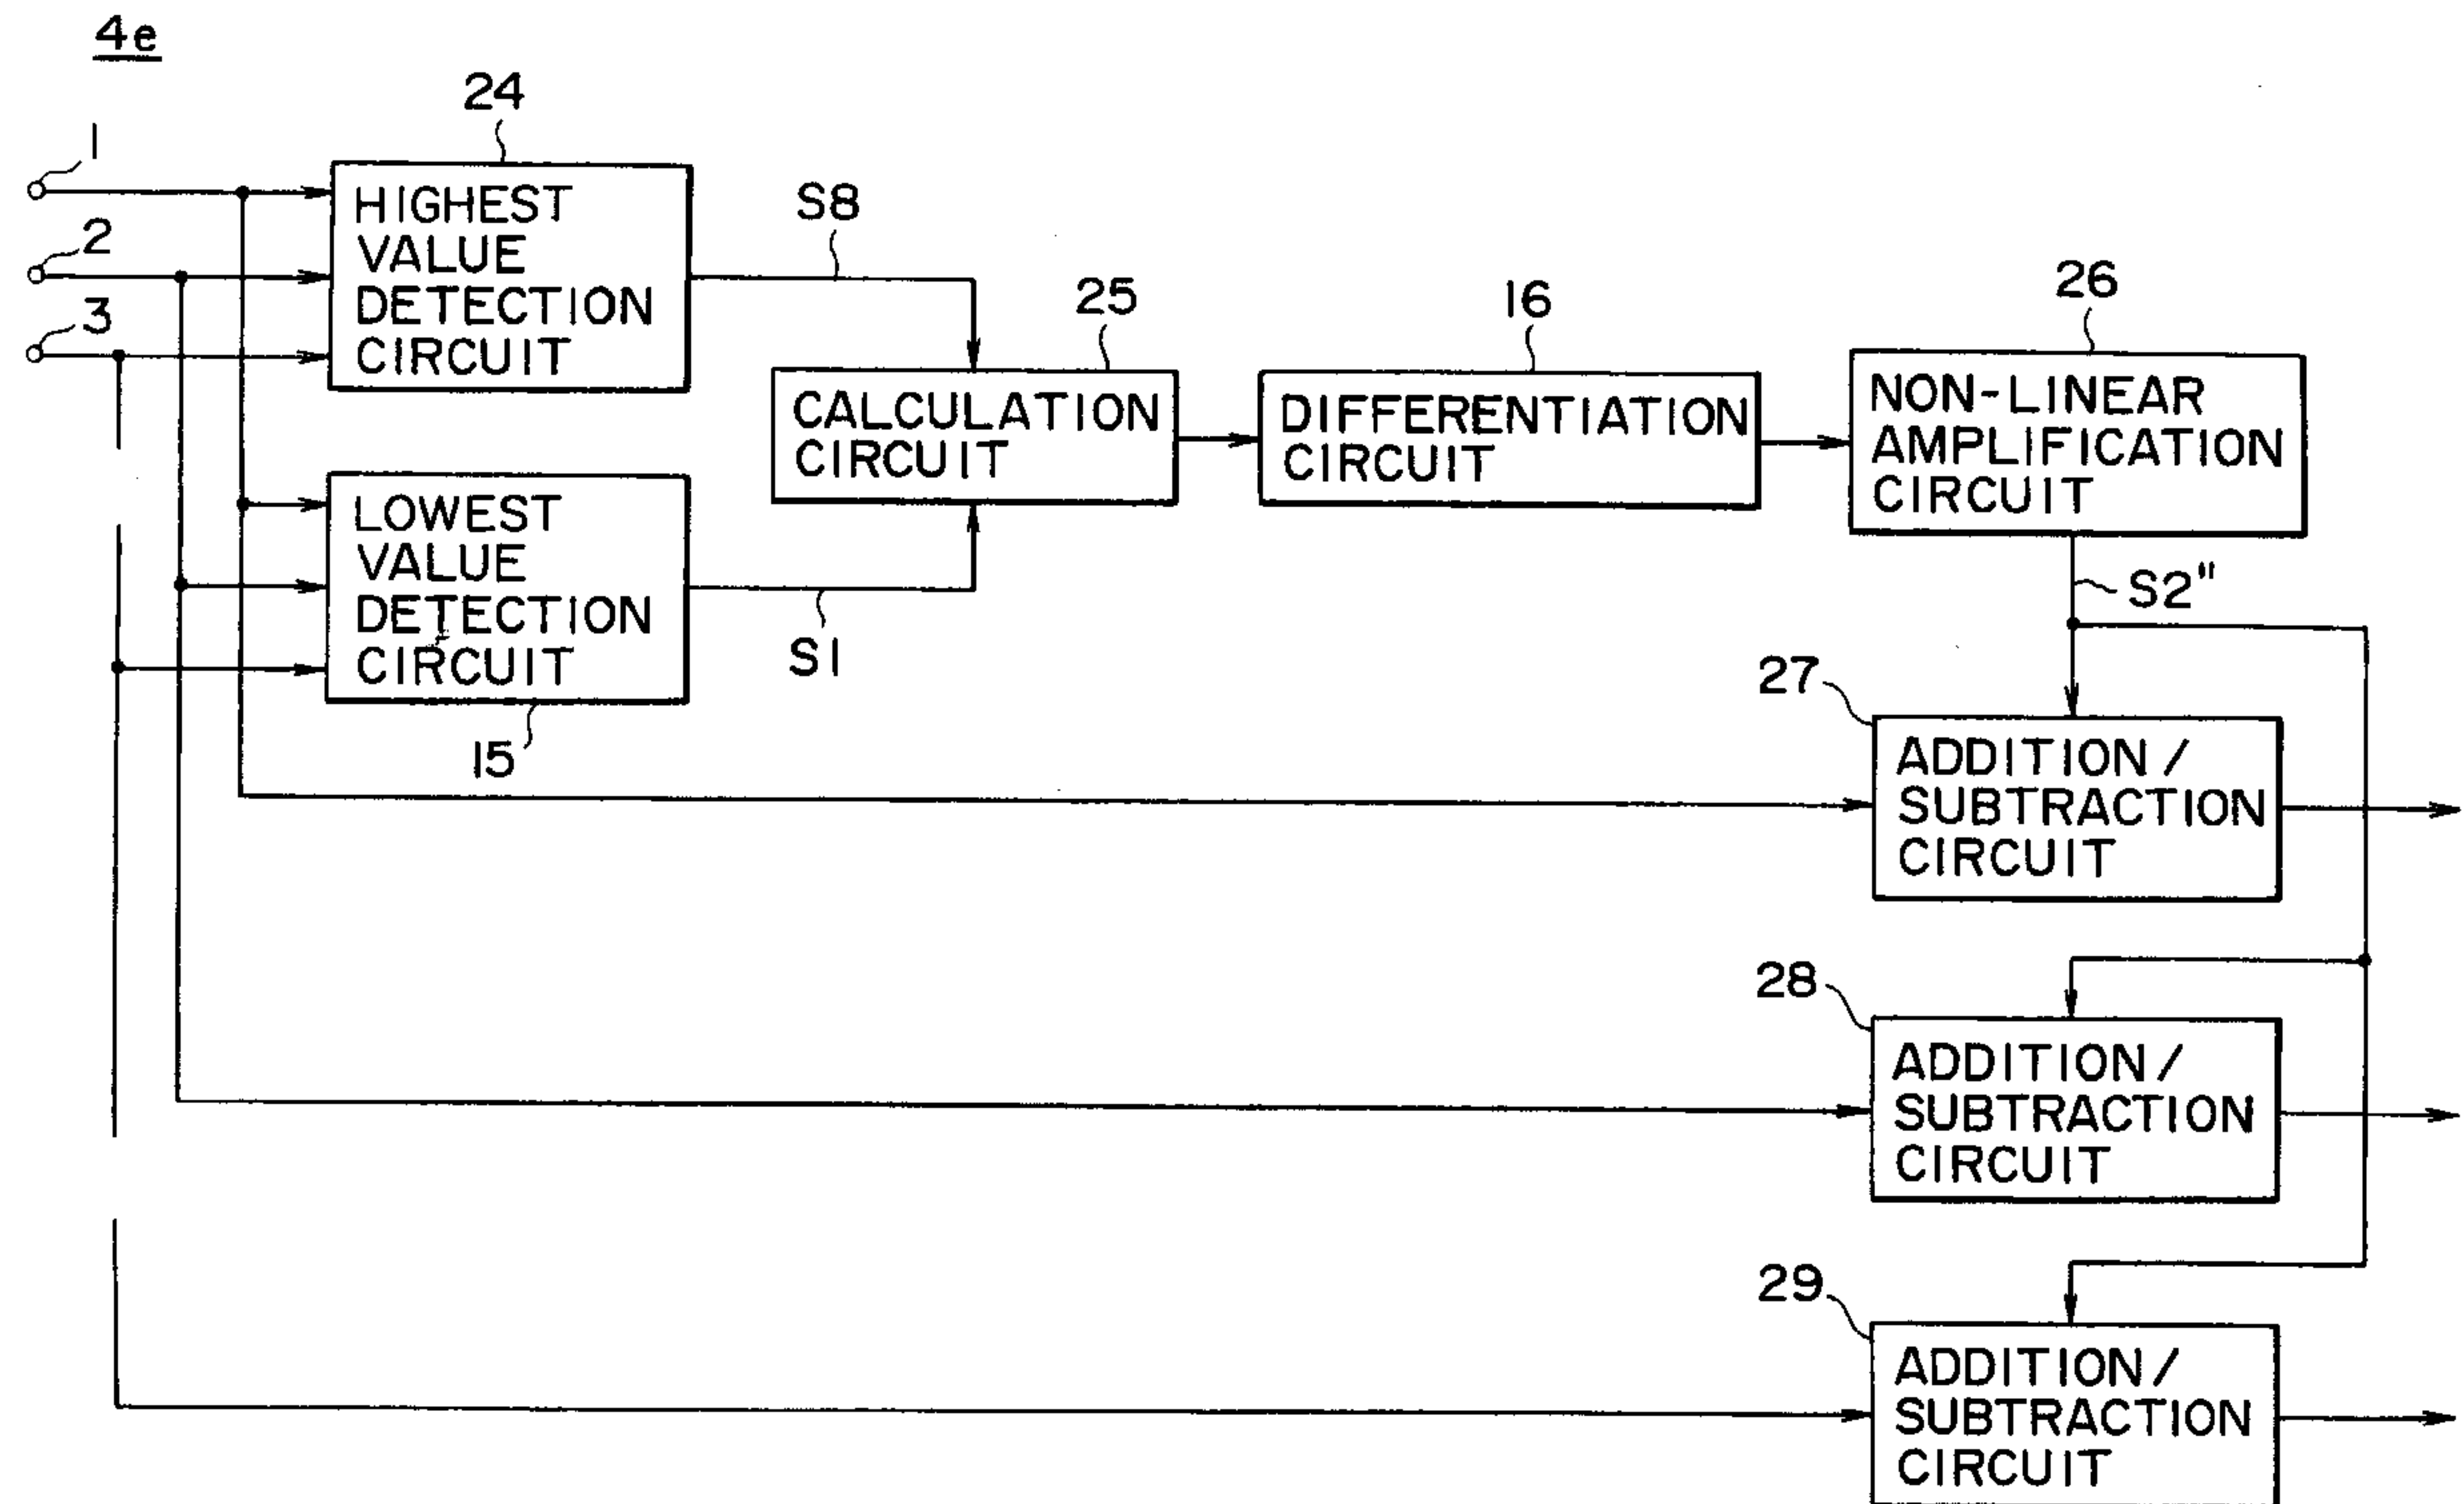 4e
24
1
2
3
HIGHEST
VALUE
DETECTION
CIRCUIT
S8
25
CALCULATION
CIRCUIT
16
DIFFERENTIATION
CIRCUIT
26
NON-LINEAR
AMPLIFICATION
CIRCUIT
LOWEST
VALUE
DETECTION
CIRCUIT
15
S1
S2"
27
ADDITION/
SUBTRACTION
CIRCUIT
28
ADDITION/
SUBTRACTION
CIRCUIT
29
ADDITION/
SUBTRACTION
CIRCUIT